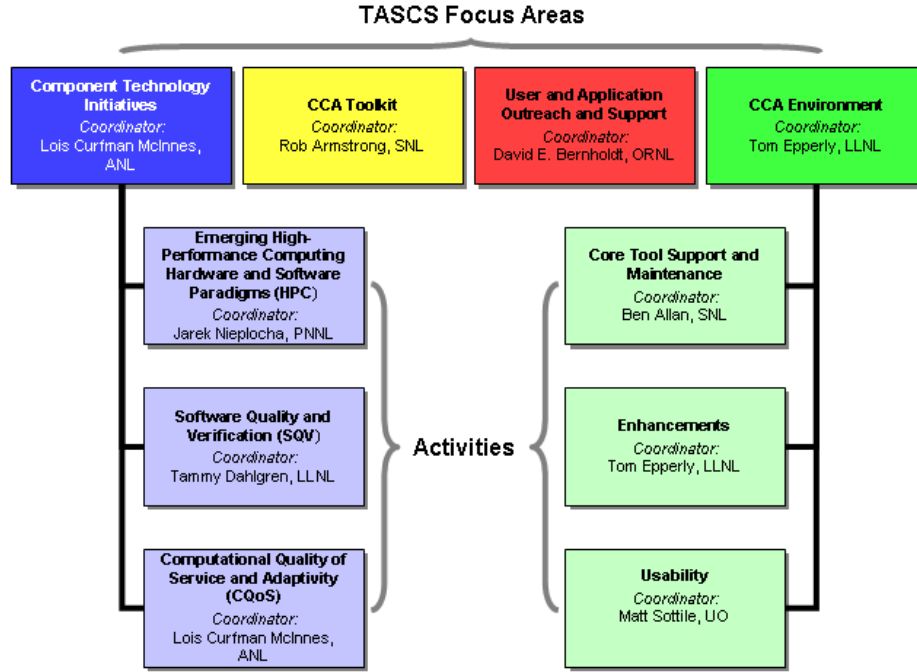 TASCS Focus Areas
Component Technology
Initiatives
Coordinator:
Lois Curfman McInnes,
ANL
CCA Toolkit
Coordinator:
Rob Armstrong, SNL
User and Application
Outreach and Support
Coordinator:
David E. Bernholdt, ORNL
CCA Environment
Coordinator:
Tom Epperly, LLNL
Emerging High-
Performance Computing
Hardware and Software
Paradigms (HPC)
Coordinator:
Jarek Nieplocha, PNNL
Core Tool Support and
Maintenance
Coordinator:
Ben Allan, SNL
Software Quality and
Verification (SQV)
Coordinator:
Tammy Dahlgren, LLNL
Activities
Enhancements
Coordinator:
Tom Epperly, LLNL
Computational Quality of
Service and Adaptivity
(CQoS)
Coordinator:
Lois Curfman McInnes,
ANL
Usability
Coordinator:
Matt Sottile, UO